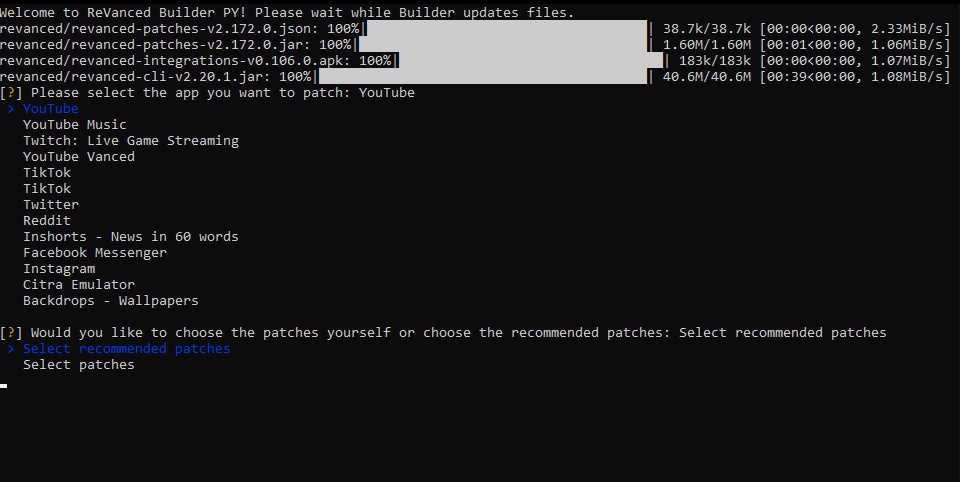 Welcome to ReVanced Builder PY! Please wait while Builder updates files.
revanced/revanced-patches-v2.172.0.json: 100%| | 38.7k/38.7k [00:00<00:00, 2.33MiB/s]
revanced/revanced-patches-v2.172.0.jar: 100%| | 1.60M/1.60M [00:01<00:00, 1.06MiB/s]
revanced/revanced-integrations-v0.106.0.apk: 100%| | 183k/183k [00:00<00:00, 1.07MiB/s]
revanced/revanced-cli-v2.20.1.jar: 100%| | 40.6M/40.6M [00:39<00:00, 1.08MiB/s]
[?] Please select the app you want to patch: YouTube
> YouTube
YouTube Music
Twitch: Live Game Streaming
YouTube Vanced
TikTok
TikTok
Twitter
Reddit
Inshorts - News in 60 words
Facebook Messenger
Instagram
Citra Emulator
Backdrops - Wallpapers
[?] Would you like to choose the patches yourself or choose the recommended patches: Select recommended patches
> Select recommended patches
Select patches